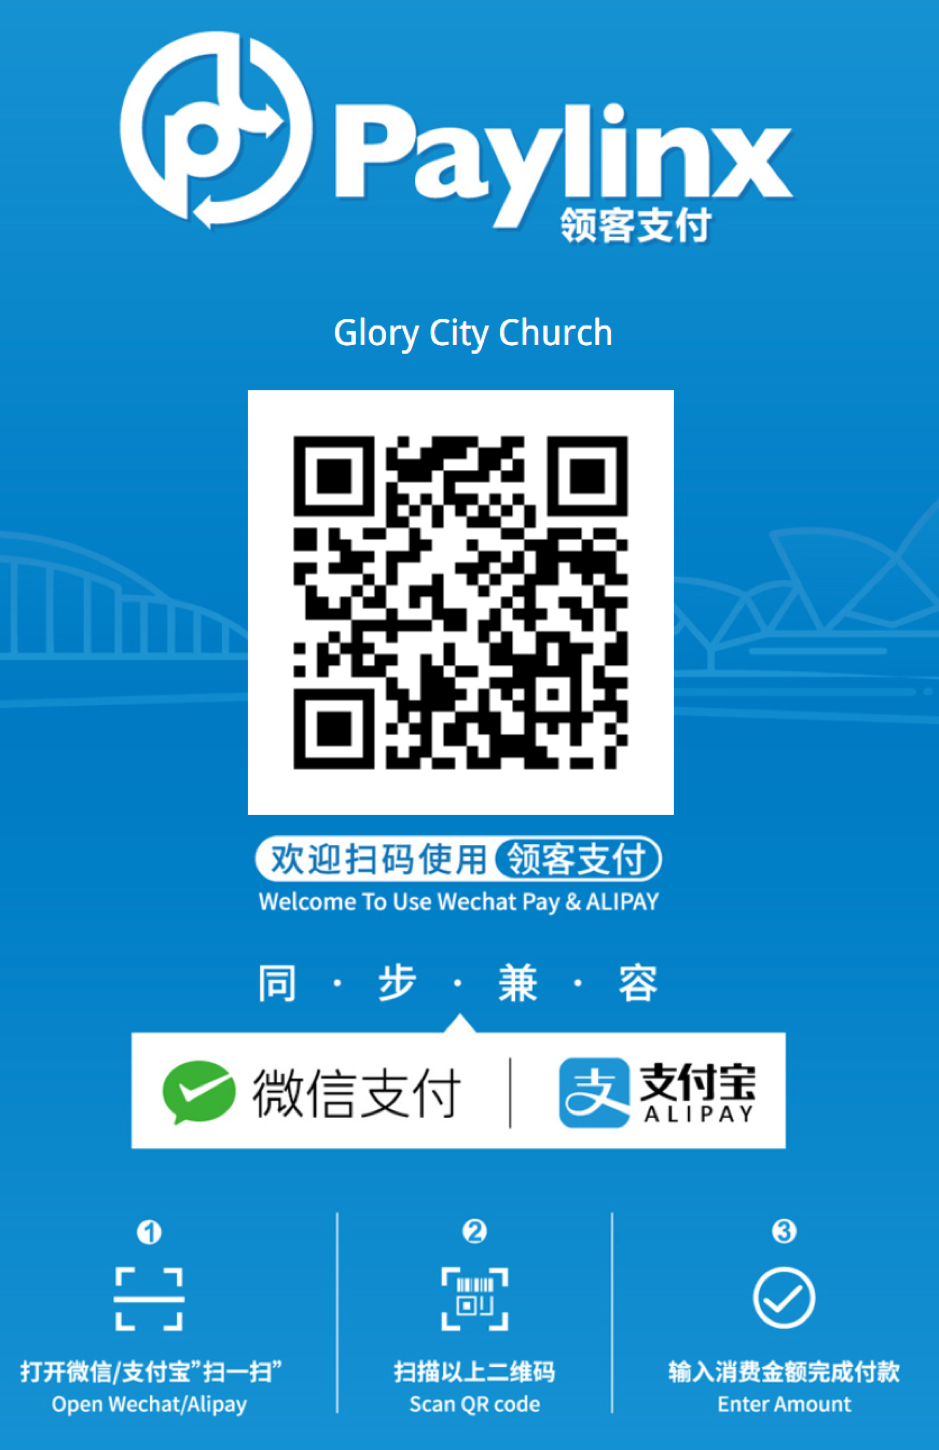 Paylinx
领客支付
Glory City Church
欢迎扫码使用 领客支付
Welcome To Use Wechat Pay & ALIPAY
同·步·兼·容
微信支付
支付宝
ALIPAY
1
打开微信/支付宝”扫一扫”
Open Wechat/Alipay
2
扫描以上二维码
Scan QR code
3
输入消费金额完成付款
Enter Amount